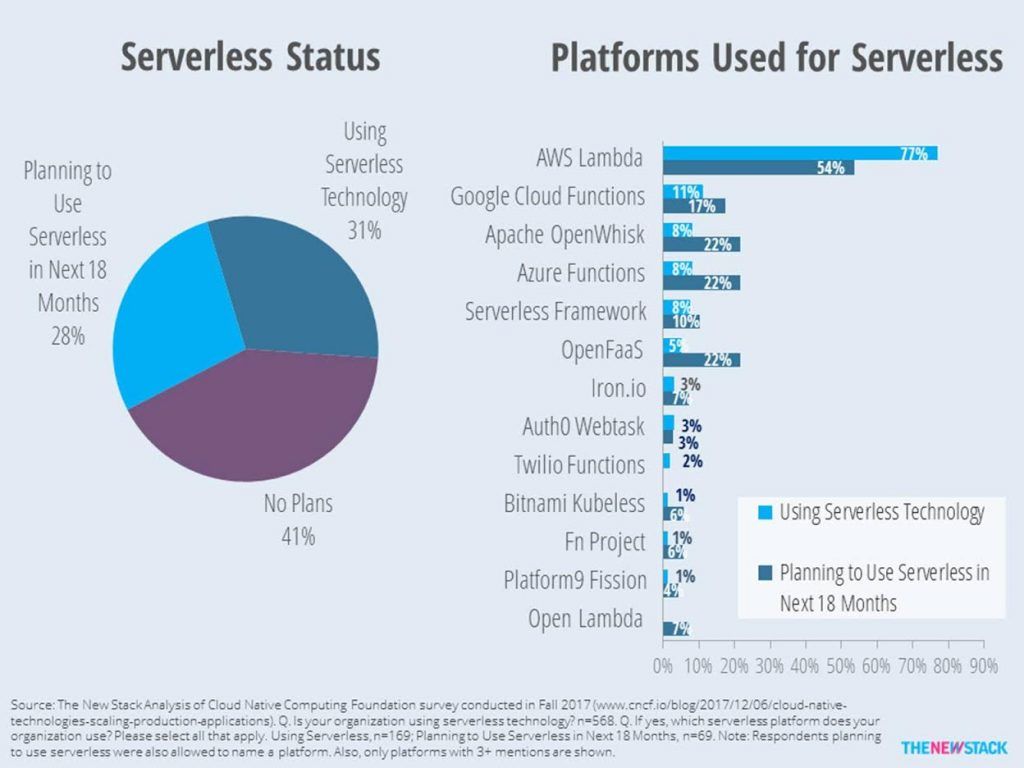 Serverless Status
Planning to
Use
Serverless
in Next 18
Months
28%
Using
Serverless
Technology
31%
No Plans
41%
Platforms Used for Serverless
AWS Lambda
77%
54%
Google Cloud Functions
11%
17%
Apache OpenWhisk
8%
22%
Azure Functions
8%
22%
Serverless Framework
8%
10%
OpenFaaS
5%
22%
Iron.io
3%
7%
Auth0 Webtask
3%
3%
Twilio Functions
2%
Bitnami Kubeless
1%
6%
Fn Project
1%
6%
Platform9 Fission
1%
4%
Open Lambda
7%
Using Serverless Technology
Planning to Use Serverless in
Next 18 Months
0% 10% 20% 30% 40% 50% 60% 70% 80% 90%
Source: The New Stack Analysis of Cloud Native Computing Foundation survey conducted in Fall 2017 (www.cncf.io/blog/2017/12/06/cloud-native-
technologies-scaling-production-applications). Q. Is your organization using serverless technology? n=568. Q. If yes, which serverless platform does your
organization use? Please select all that apply. Using Serverless, n=169; Planning to Use Serverless in Next 18 Months, n=69. Note: Respondents planning
to use serverless were also allowed to name a platform. Also, only platforms with 3+ mentions are shown.
THENEWSTACK